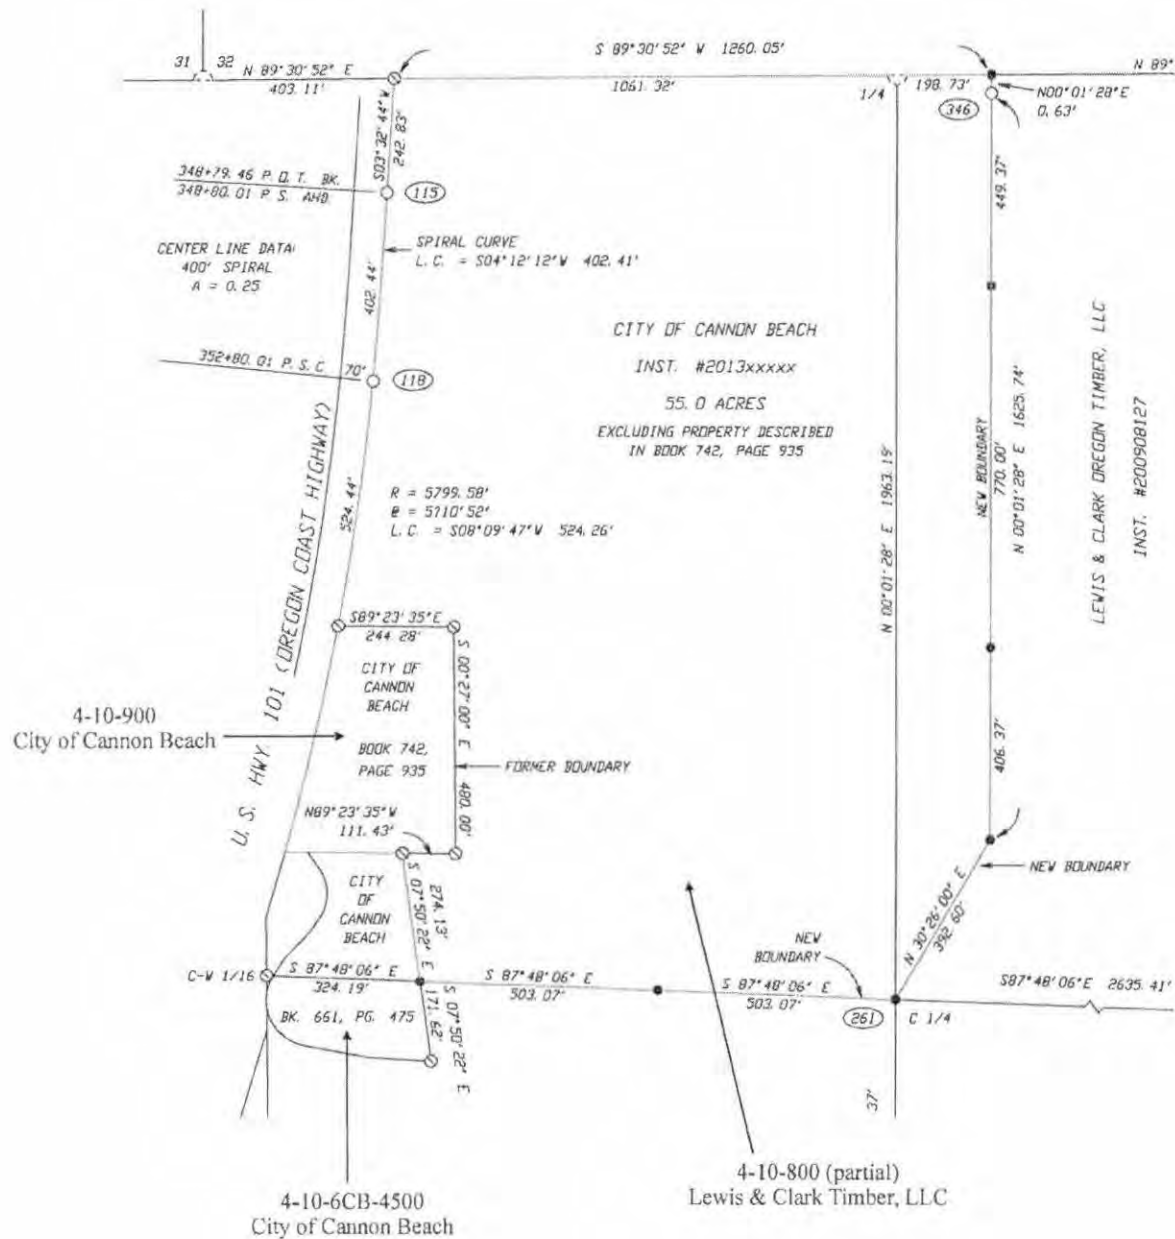 S 89°30'52" W 1260.05'
31 32
N 89°30'52" E
403.11'
1061.32'
1/4
198.73'
N 89°
N00°01'28"E
0.63'
346
S03°32'44"W
242.83'
348+79.46 P.O.T. BK.
348+80.01 P.S. AHD.
115
CENTER LINE DATA:
400' SPIRAL
A = 0.25
SPIRAL CURVE
L.C. = S04°12'12"W 402.41'
402.44'
449.37'
352+80.01 P.S.C.
70'
118
CITY OF CANNON BEACH
INST. #2013xxxxx
55.0 ACRES
EXCLUDING PROPERTY DESCRIBED
IN BOOK 742, PAGE 935
524.44'
R = 5799.58'
= 5710'52"
L.C. = S08°09'47"W 524.26'
N 00°01'28" E 1963.19'
NEW BOUNDARY
770.00'
N 00°01'28" E 1625.74'
LEWIS & CLARK OREGON TIMBER, LLC
INST. #200908127
U.S. HWY. 101 (OREGON COAST HIGHWAY)
S89°23'35"E
244.28'
CITY OF
CANNON
BEACH
BOOK 742,
PAGE 935
S 00°27'00" E 480.00'
FORMER BOUNDARY
4-10-900
City of Cannon Beach
406.37'
N89°23'35"W
111.43'
CITY
OF
CANNON
BEACH
S 07°50'22" E
274.13'
NEW BOUNDARY
N 30°26'00" E
392.60'
NEW
BOUNDARY
C-W 1/16
S 87°48'06" E
324.19'
S 87°48'06" E
503.07'
S 87°48'06" E
503.07'
S87°48'06"E 2635.41'
261
C 1/4
BK. 661, PG. 475
171.62'
S 07°50'22" E
37'
4-10-800 (partial)
Lewis & Clark Timber, LLC
4-10-6CB-4500
City of Cannon Beach